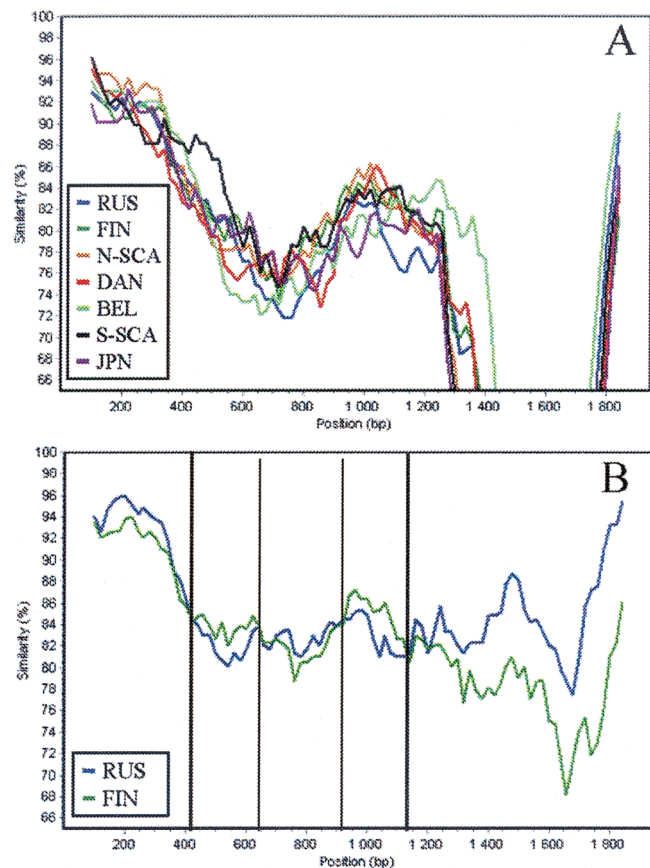 A
100
98
96
94
92
90
88
86
84
82
80
78
76
74
72
70
68
66
Similarity (%)
RUS
FIN
N-SCA
DAN
BEL
S-SCA
JPN
200 400 600 800 1 000 1 200 1 400 1 600 1 800
Position (bp)
B
100
98
96
94
92
90
88
86
84
82
80
78
76
74
72
70
68
66
Similarity (%)
RUS
FIN
200 400 600 800 1 000 1 200 1 400 1 600 1 800
Position (bp)